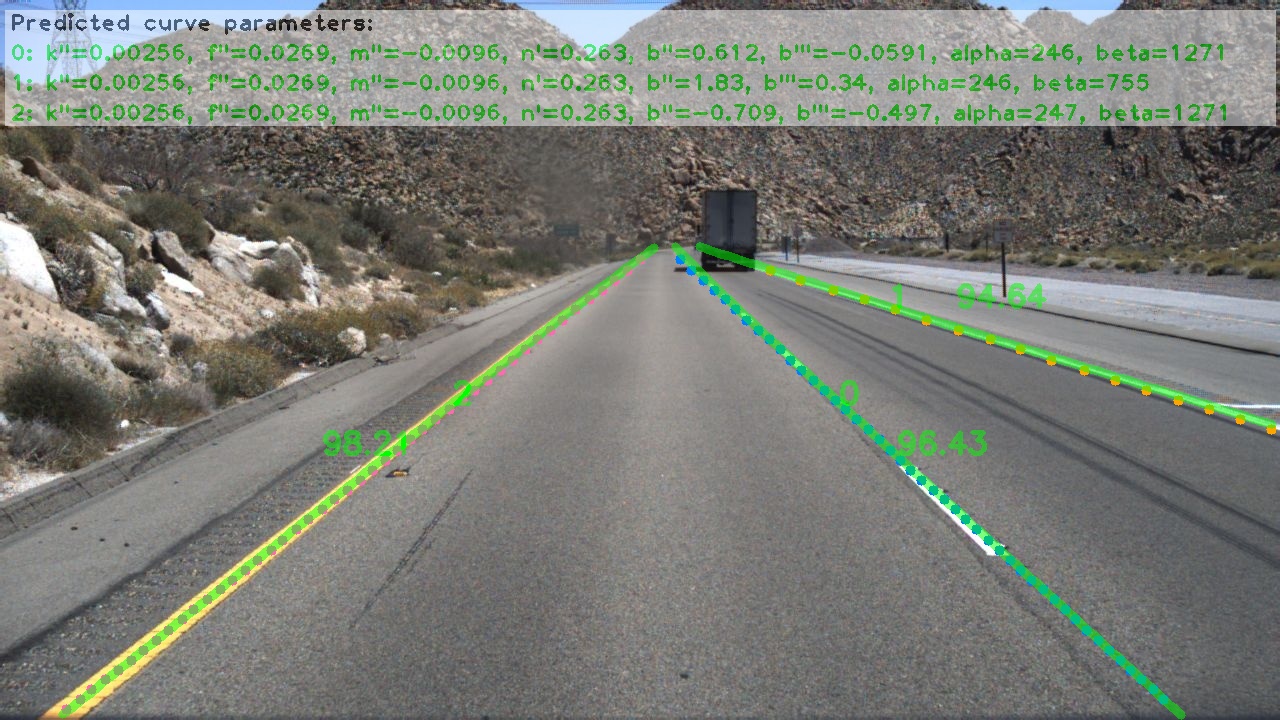 Predicted curve parameters:
0: k''=0.00256, f''=0.0269, m''=-0.0096, n'=0.263, b''=0.612, b'''=-0.0591, alpha=246, beta=1271
1: k''=0.00256, f''=0.0269, m''=-0.0096, n'=0.263, b''=1.83, b'''=0.34, alpha=246, beta=755
2: k''=0.00256, f''=0.0269, m''=-0.0096, n'=0.263, b''=-0.709, b'''=-0.497, alpha=247, beta=1271
1 94.64
2 0
98.21 96.43